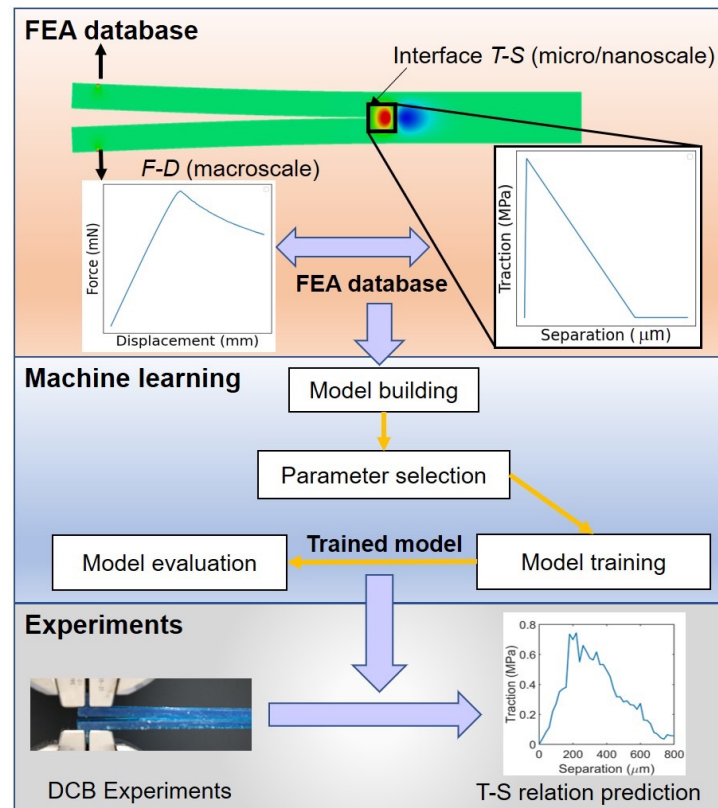 FEA database
Interface T-S (micro/nanoscale)
F-D (macroscale)
Force (mN)
Displacement (mm)
FEA database
Traction (MPa)
Separation (μm)
Machine learning
Model building
Parameter selection
Trained model
Model evaluation
Model training
Experiments
DCB Experiments
Traction (MPa)
0.8
0.6
0.4
0.2
0
0 200 400 600 800
Separation (μm)
T-S relation prediction